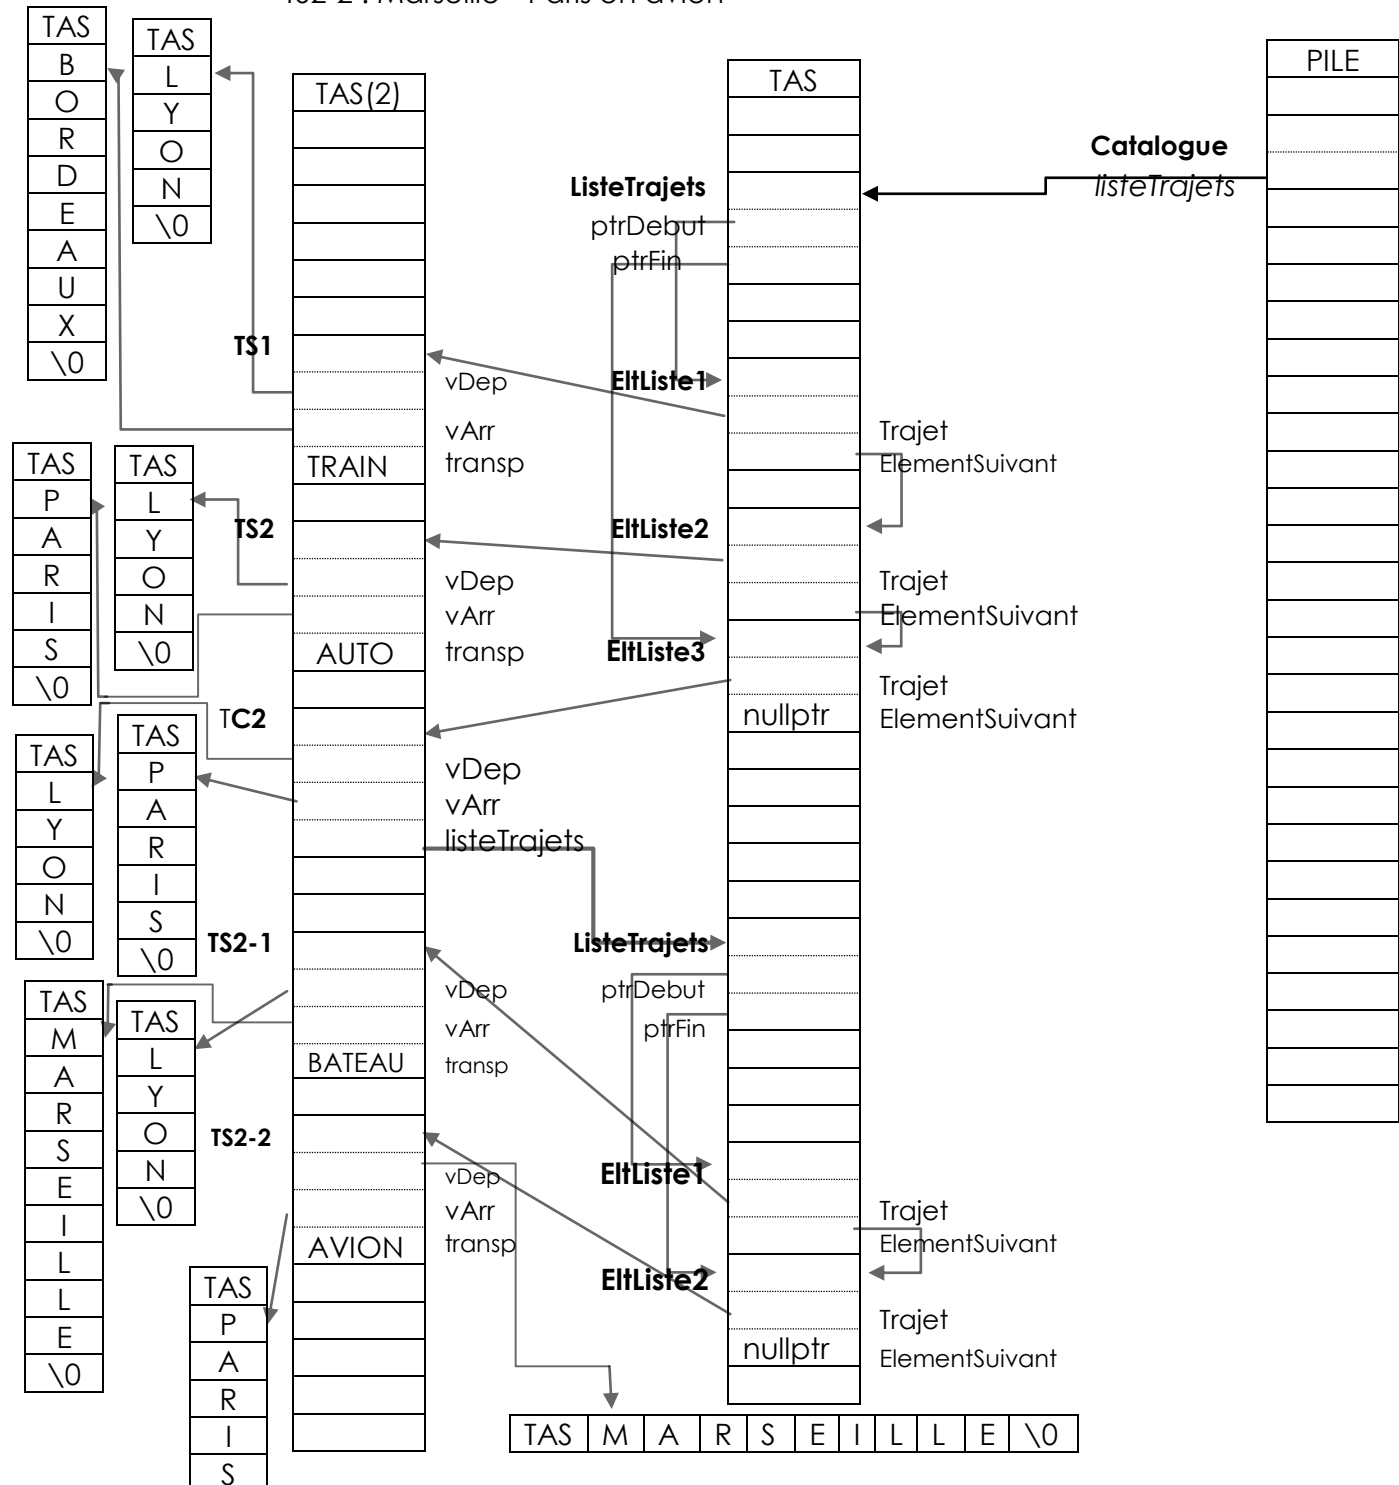 TS2-2 : Marseille - Paris en avion
TAS
B
O
R
D
E
A
U
X
\0
TAS
L
Y
O
N
\0
TAS
P
A
R
I
S
\0
TAS
L
Y
O
N
\0
TAS
L
Y
O
N
\0
TAS
P
A
R
I
S
\0
TAS
M
A
R
S
E
I
L
L
E
\0
TAS
L
Y
O
N
\0
TAS
P
A
R
I
S
TS1
TS2
TC2
TS2-1
TS2-2
TAS(2)
TRAIN
AUTO
BATEAU
AVION
vDep
vArr
transp
vDep
vArr
transp
vDep
vArr
listeTrajets
vDep
vArr
transp
vDep
vArr
transp
ListeTrajets
ptrDebut
ptrFin
EltListe1
EltListe2
EltListe3
ListeTrajets
ptrDebut
ptrFin
EltListe1
EltListe2
TAS
nullptr
nullptr
Trajet
ElementSuivant
Trajet
ElementSuivant
Trajet
ElementSuivant
Trajet
ElementSuivant
Trajet
ElementSuivant
TAS M A R S E I L L E \0
Catalogue
listeTrajets
PILE